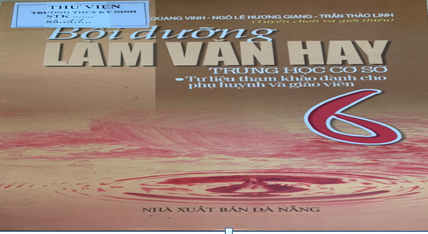 THƯ VIỆN
TRƯỜNG THCS KỲ NINH
STK
QUANG VINH - NGÔ LÊ HƯƠNG GIANG - TRẦN THẢO LINH
tuyển chọn và giới thiệu
Bồi dưỡng
LÀM VĂN HAY
TRUNG HỌC CƠ SỞ
• Tư liệu tham khảo dành cho
phụ huynh và giáo viên
6
NHÀ XUẤT BẢN ĐÀ NẴNG